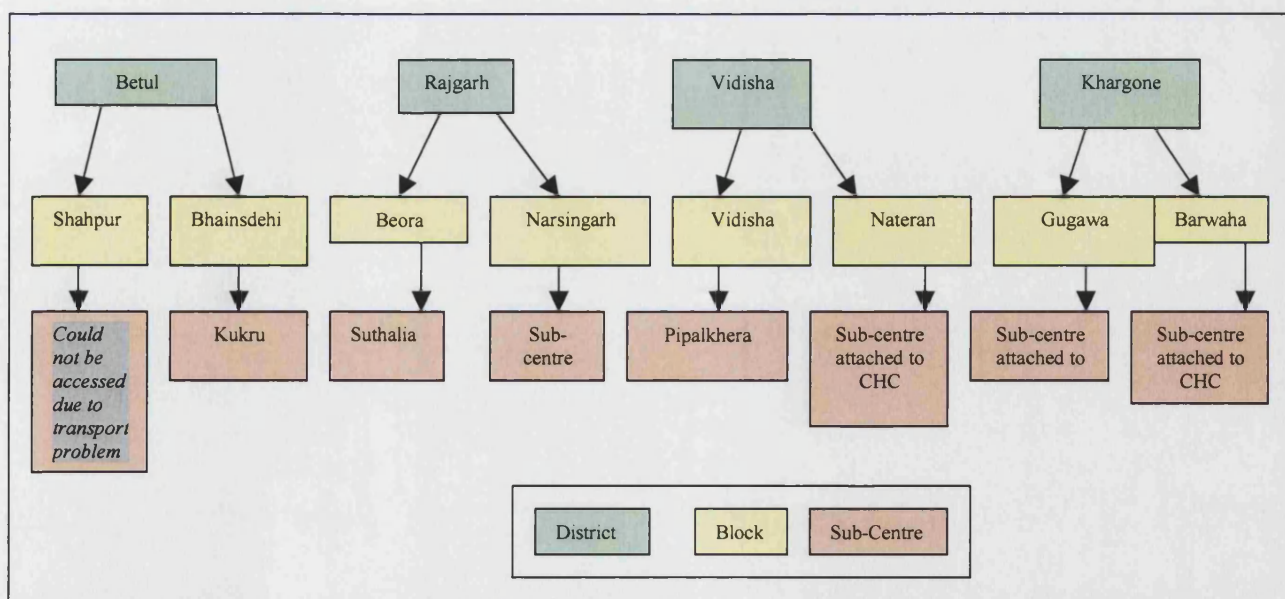 Betul
Rajgarh
Vidisha
Khargone
Shahpur
Bhainsdehi
Beora
Narsingarh
Vidisha
Nateran
Gugawa
Barwaha
Could
not be
accessed
due to
transport
problem
Kukru
Suthalia
Sub-
centre
Pipalkhera
Sub-centre
attached to
CHC
Sub-centre
attached to
Sub-centre
attached to
CHC
District
Block
Sub-Centre